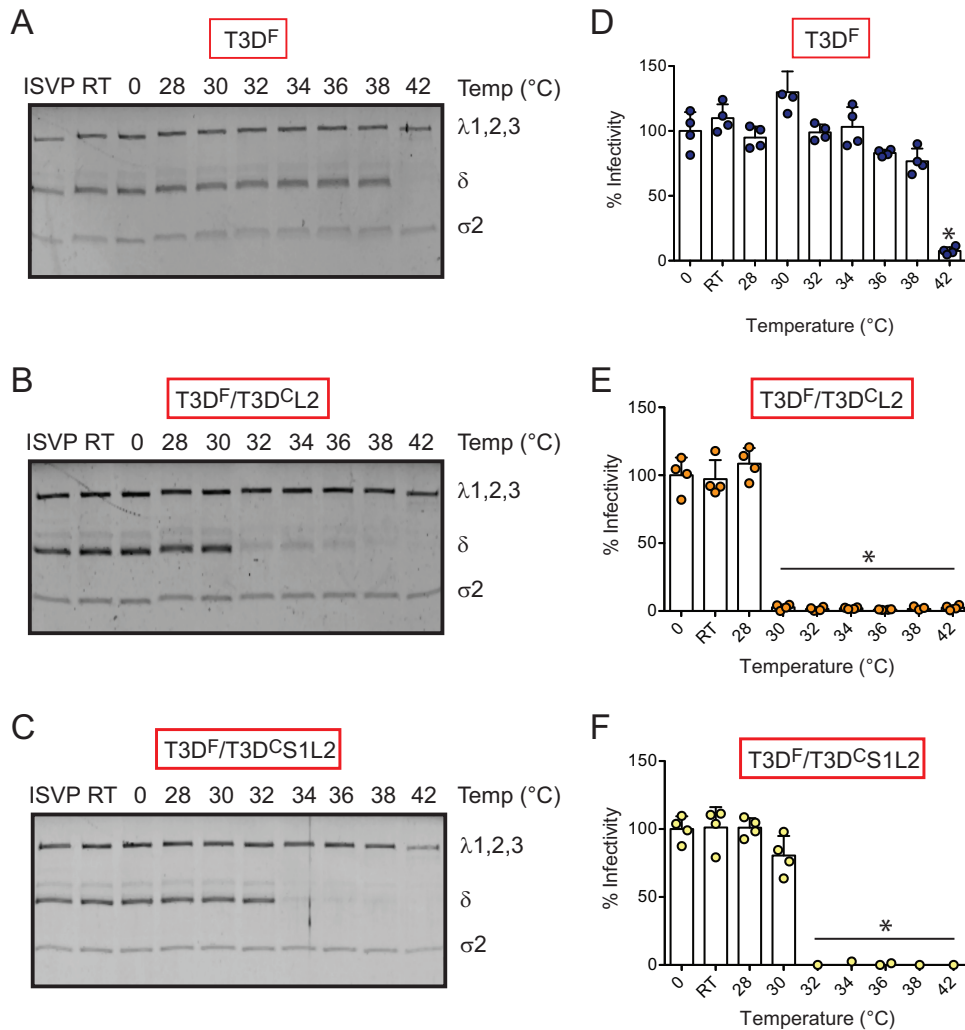 A
T3Dᶠ
ISVP RT 0 28 30 32 34 36 38 42 Temp (°C)
λ1,2,3
δ
σ2
D
T3Dᶠ
% Infectivity
150
100
50
0
*
0 RT 28 30 32 34 36 38 42
Temperature (°C)
B
T3Dᶠ/T3DᶜL2
ISVP RT 0 28 30 32 34 36 38 42 Temp (°C)
λ1,2,3
δ
σ2
E
T3Dᶠ/T3DᶜL2
% Infectivity
150
100
50
0
*
0 RT 28 30 32 34 36 38 42
Temperature (°C)
C
T3Dᶠ/T3DᶜS1L2
ISVP RT 0 28 30 32 34 36 38 42 Temp (°C)
λ1,2,3
δ
σ2
F
T3Dᶠ/T3DᶜS1L2
% Infectivity
150
100
50
0
*
0 RT 28 30 32 34 36 38 42
Temperature (°C)